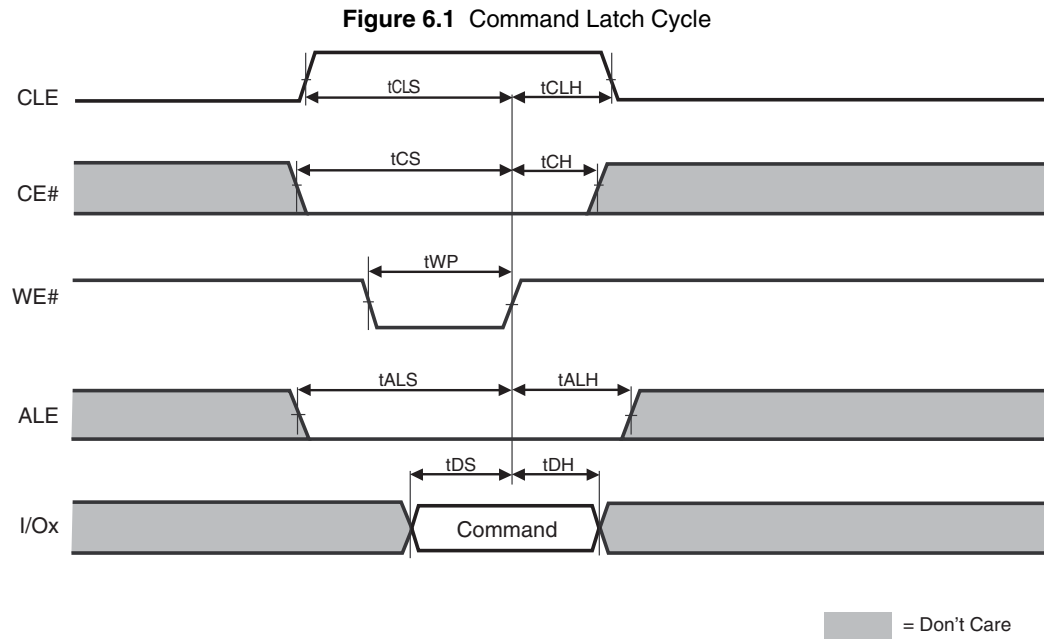 Figure 6.1 Command Latch Cycle
CLE
tCLS
tCLH
CE#
tCS
tCH
WE#
tWP
ALE
tALS
tALH
I/Ox
tDS
tDH
Command
= Don't Care